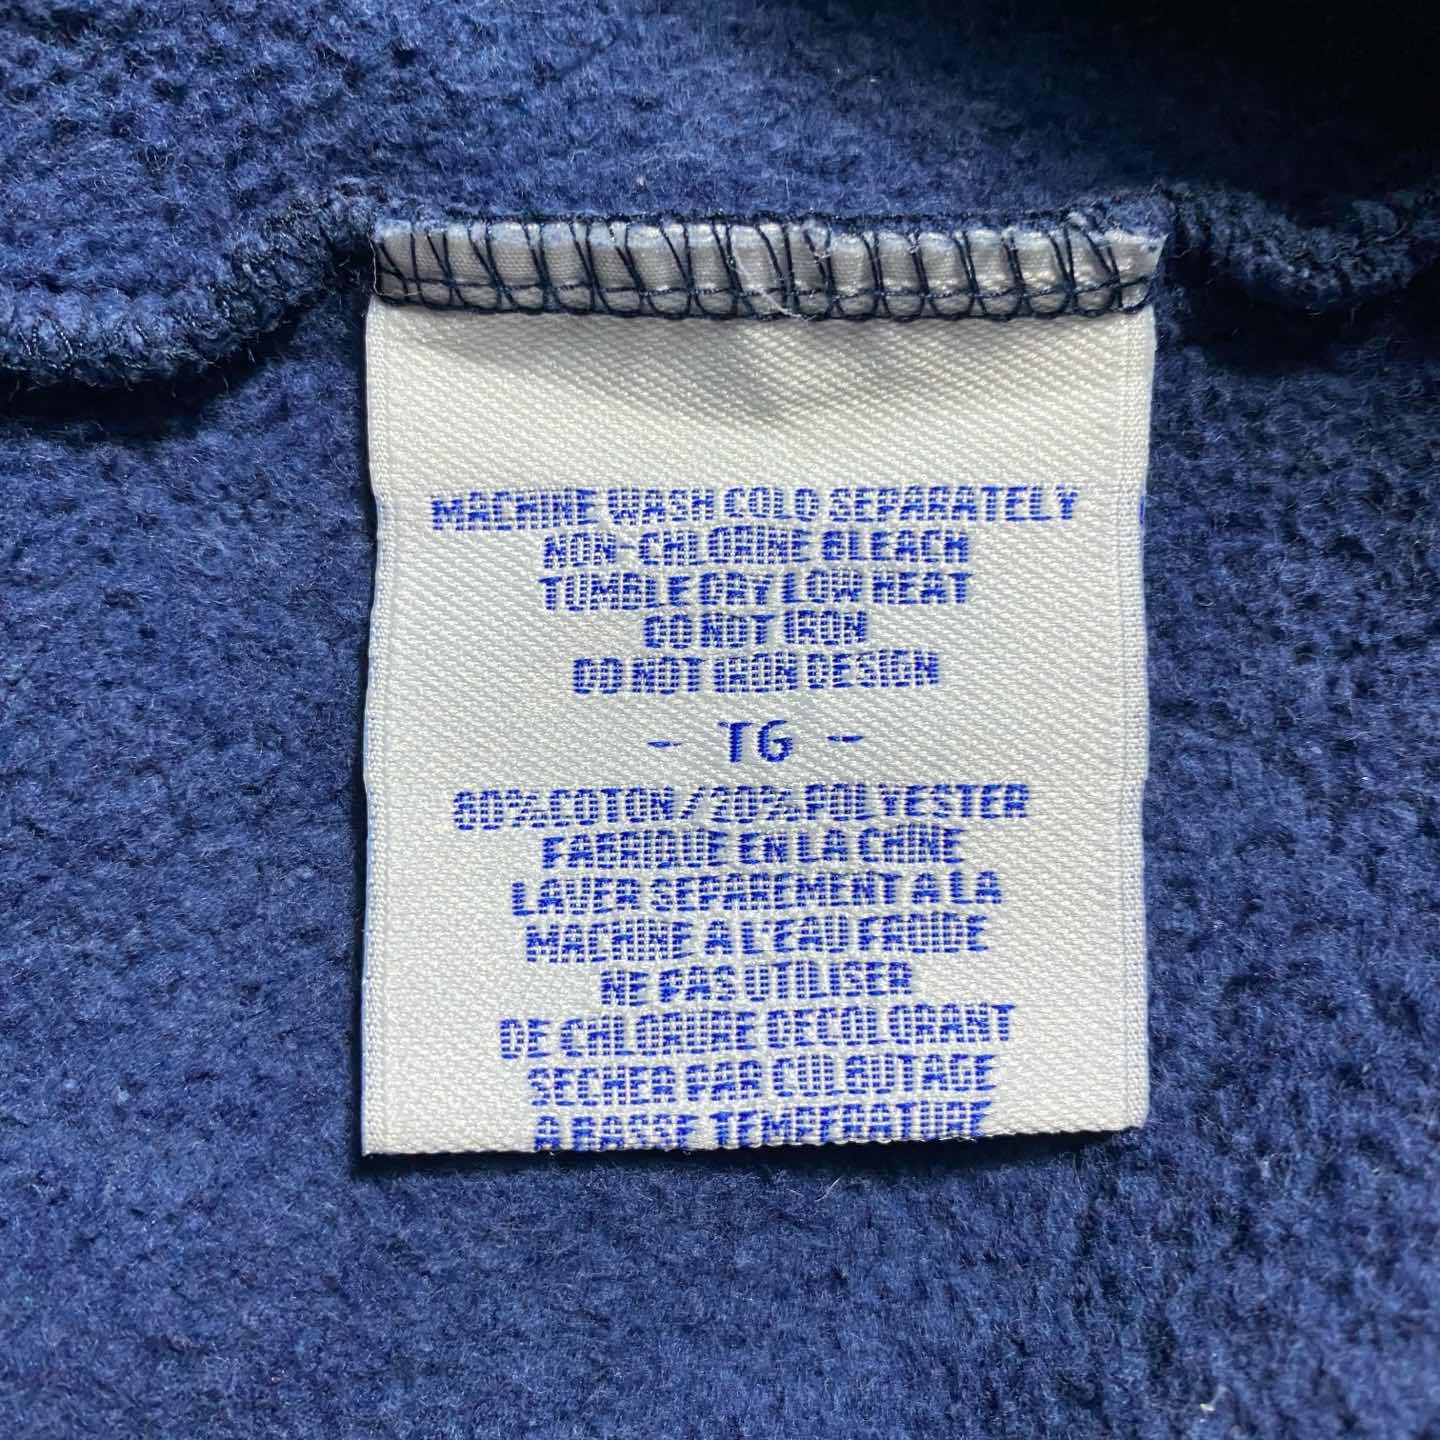 MACHINE WASH COLD SEPARATELY
NON-CHLORINE BLEACH
TUMBLE DRY LOW HEAT
DO NOT IRON
DO NOT IRON DESIGN
- TG -
80%COTON/20%POLYESTER
FABRIQUE EN LA CHINE
LAVER SEPAREMENT A LA
MACHINE A L'EAU FROIDE
NE PAS UTILISER
DE CHLORURE DECOLORANT
SECHER PAR CULBUTAGE
A BASSE TEMPERATURE